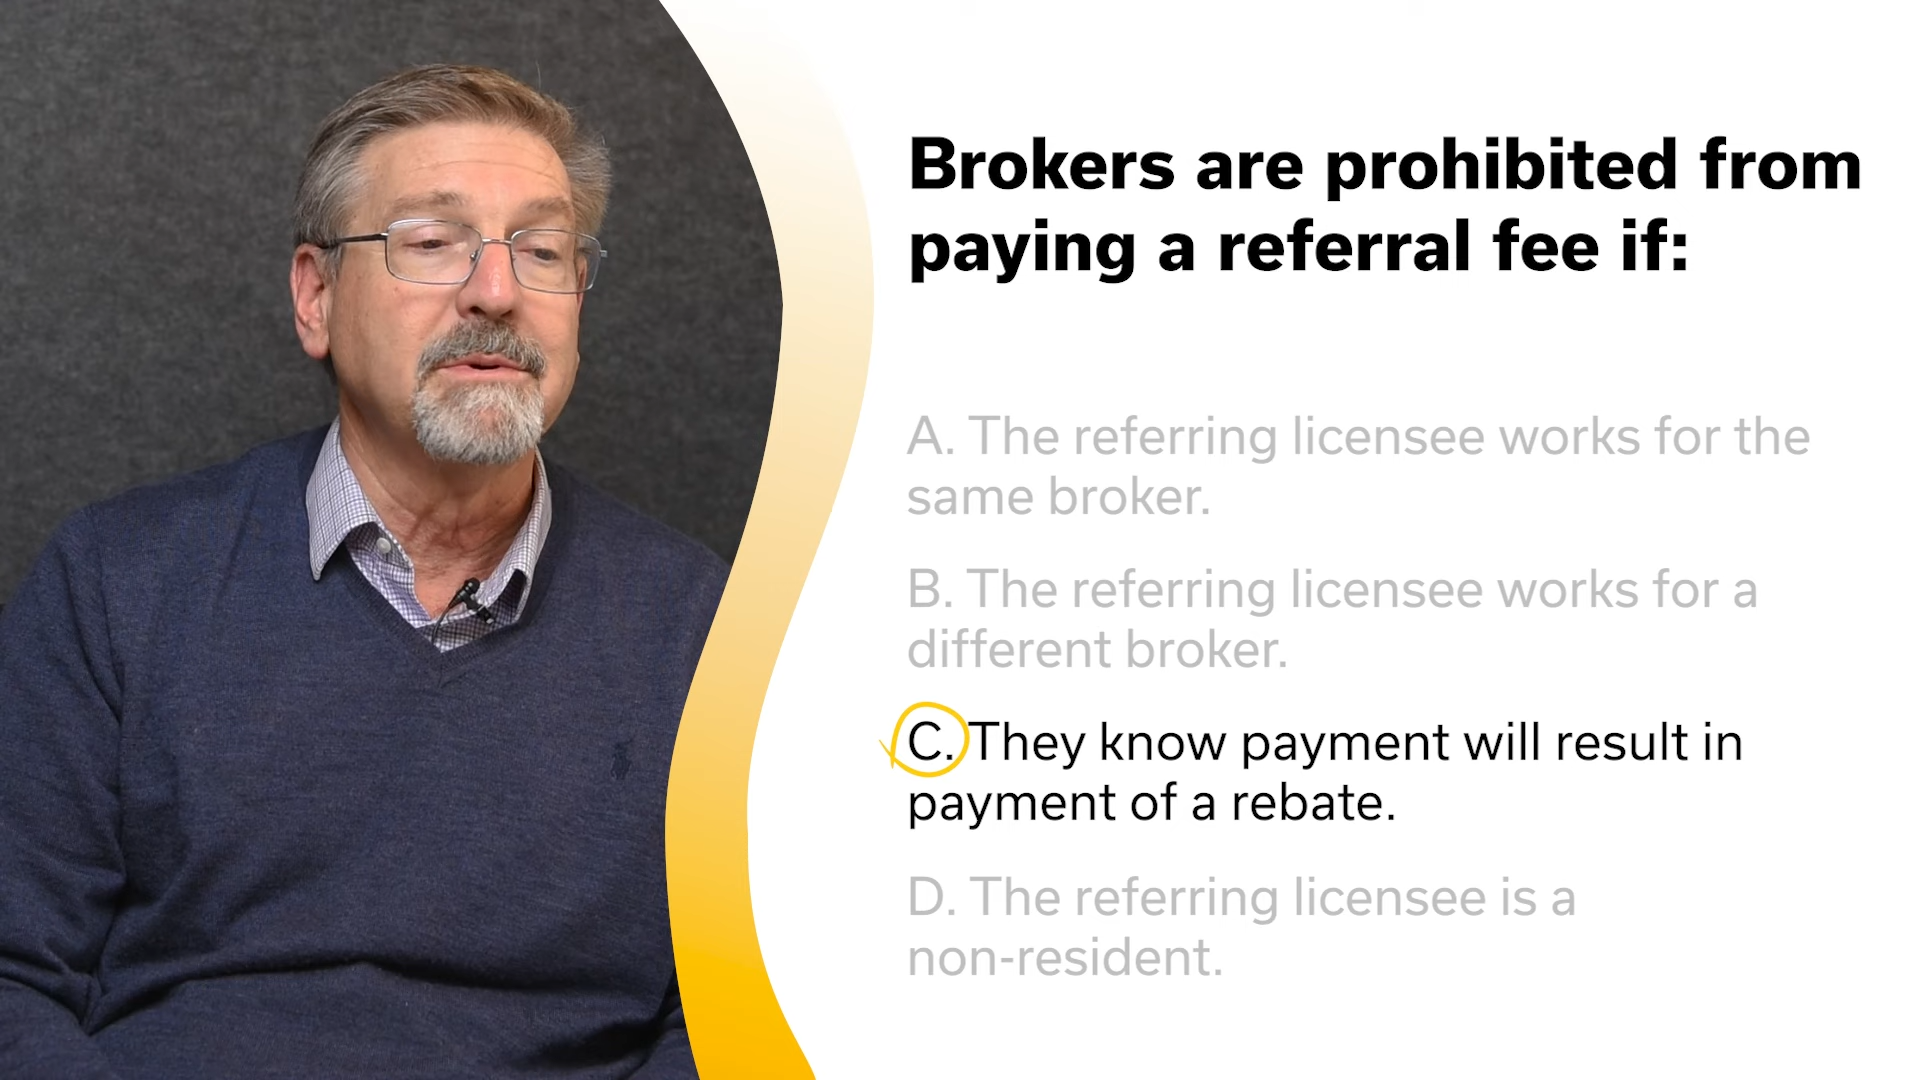 Brokers are prohibited from
paying a referral fee if:
A. The referring licensee works for the
same broker.
B. The referring licensee works for a
different broker.
C. They know payment will result in
payment of a rebate.
D. The referring licensee is a
non-resident.